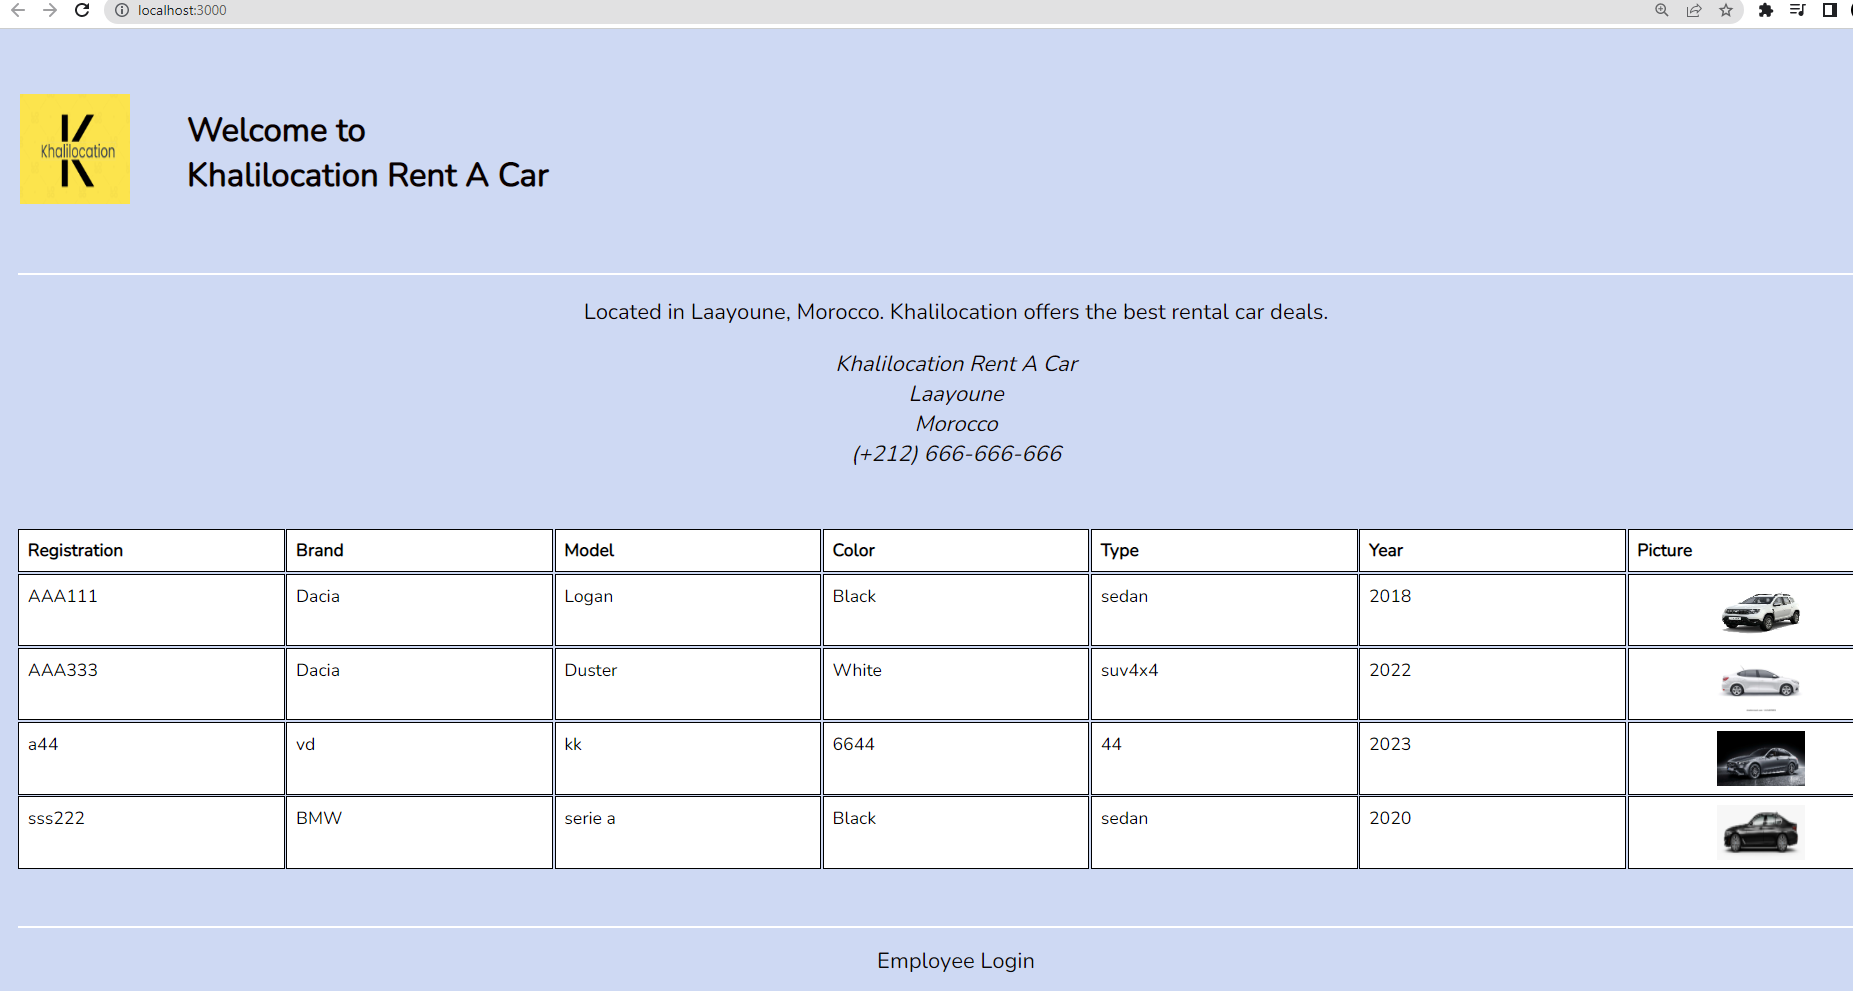 localhost:3000
Khalilocation
Welcome to
Khalilocation Rent A Car
Located in Laayoune, Morocco. Khalilocation offers the best rental car deals.
Khalilocation Rent A Car
Laayoune
Morocco
(+212) 666-666-666
Registration Brand Model Color Type Year Picture
AAA111 Dacia Logan Black sedan 2018
AAA333 Dacia Duster White suv4x4 2022
a44 vd kk 6644 44 2023
sss222 BMW serie a Black sedan 2020
Employee Login